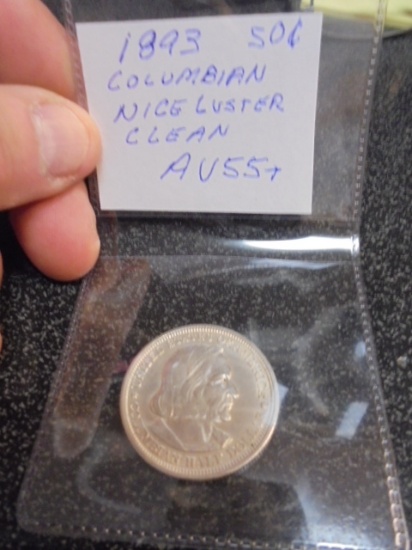 1893 50¢
COLUMBIAN
NICE LUSTER
CLEAN
AU55+